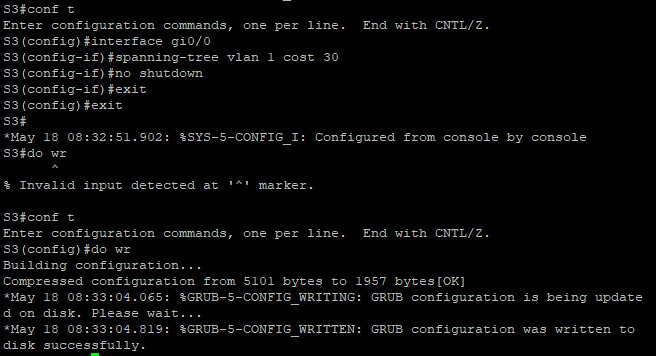 S3#conf t
Enter configuration commands, one per line.  End with CNTL/Z.
S3(config)#interface gi0/0
S3(config-if)#spanning-tree vlan 1 cost 30
S3(config-if)#no shutdown
S3(config-if)#exit
S3(config)#exit
S3#
*May 18 08:32:51.902: %SYS-5-CONFIG_I: Configured from console by console
S3#do wr
^
% Invalid input detected at '^' marker.
S3#conf t
Enter configuration commands, one per line.  End with CNTL/Z.
S3(config)#do wr
Building configuration...
Compressed configuration from 5101 bytes to 1957 bytes[OK]
*May 18 08:33:04.065: %GRUB-5-CONFIG_WRITING: GRUB configuration is being update
d on disk. Please wait...
*May 18 08:33:04.819: %GRUB-5-CONFIG_WRITTEN: GRUB configuration was written to
disk successfully.